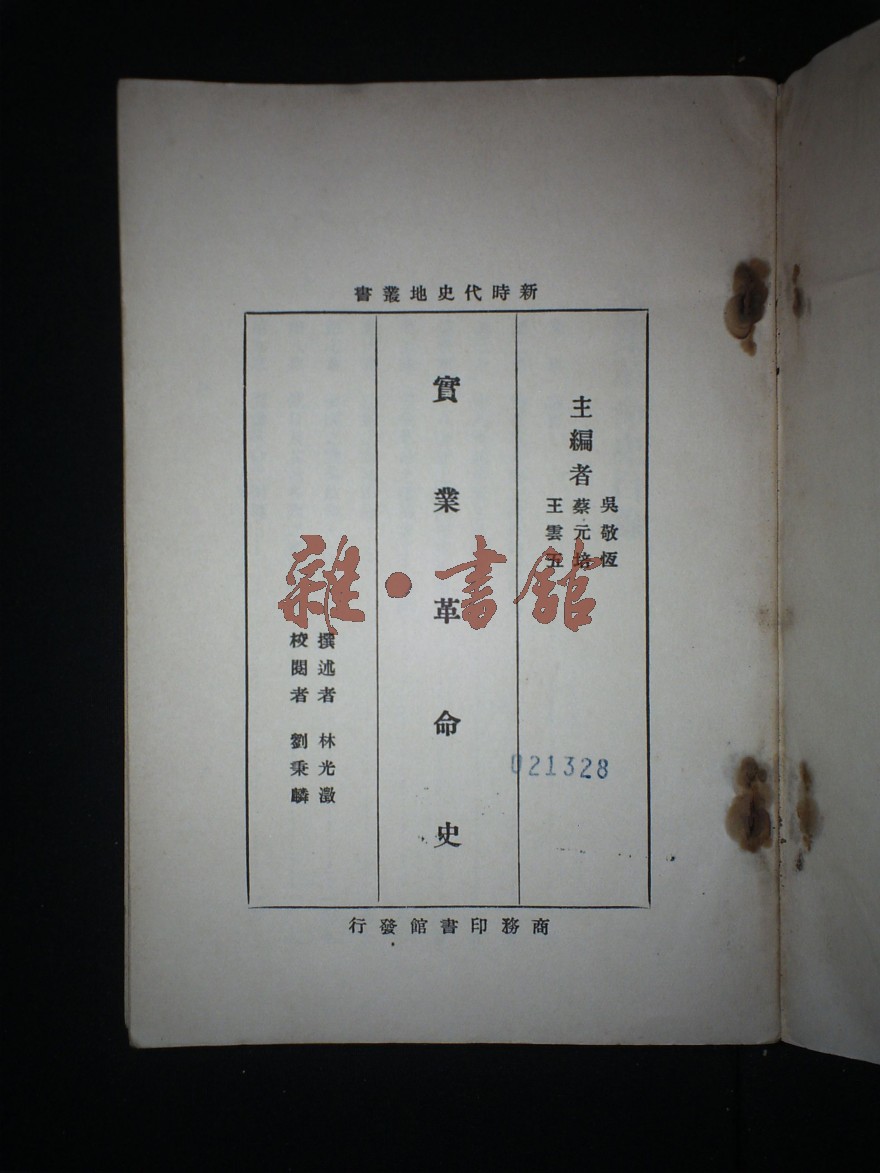 新時代史地叢書
主編者
吳敬恆
蔡元培
王雲五
實業革命史
撰述者 林光澂
校閱者 劉秉麟
021328
商務印書館發行
雜·書館